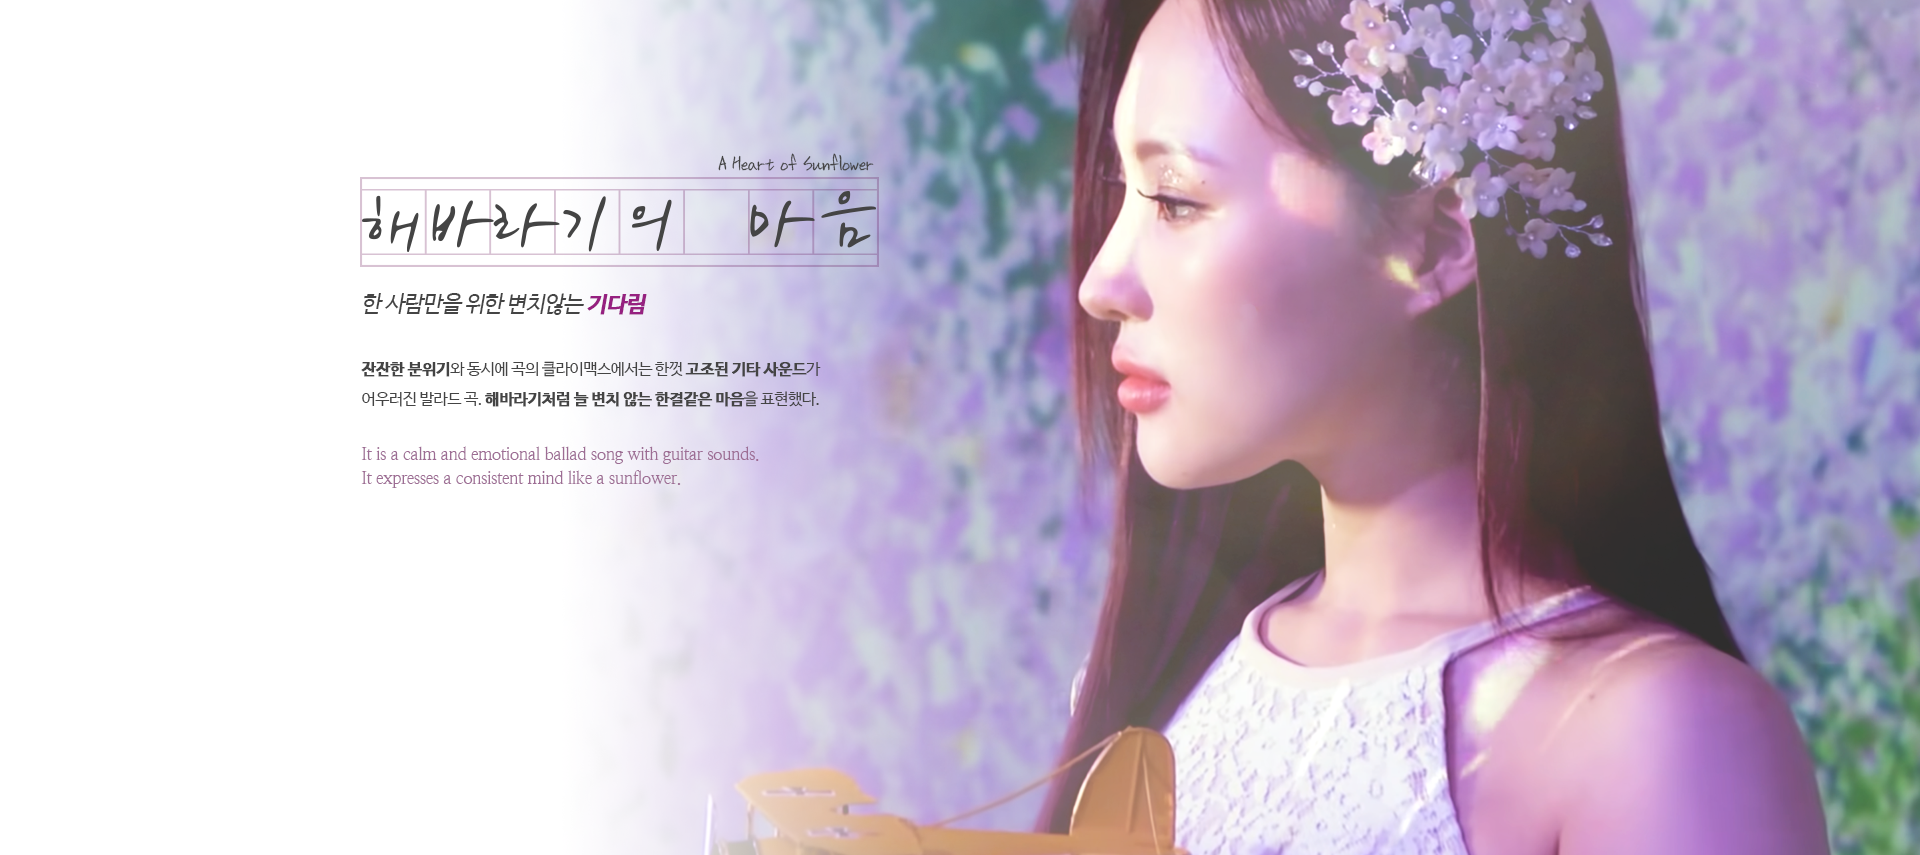 A Heart of Sunflower
해바라기의 마음
한 사람만을 위한 변치않는 기다림
잔잔한 분위기와 동시에 곡의 클라이맥스에서는 한껏 고조된 기타 사운드가
어우러진 발라드 곡. 해바라기처럼 늘 변치 않는 한결같은 마음을 표현했다.
It is a calm and emotional ballad song with guitar sounds.
It expresses a consistent mind like a sunflower.